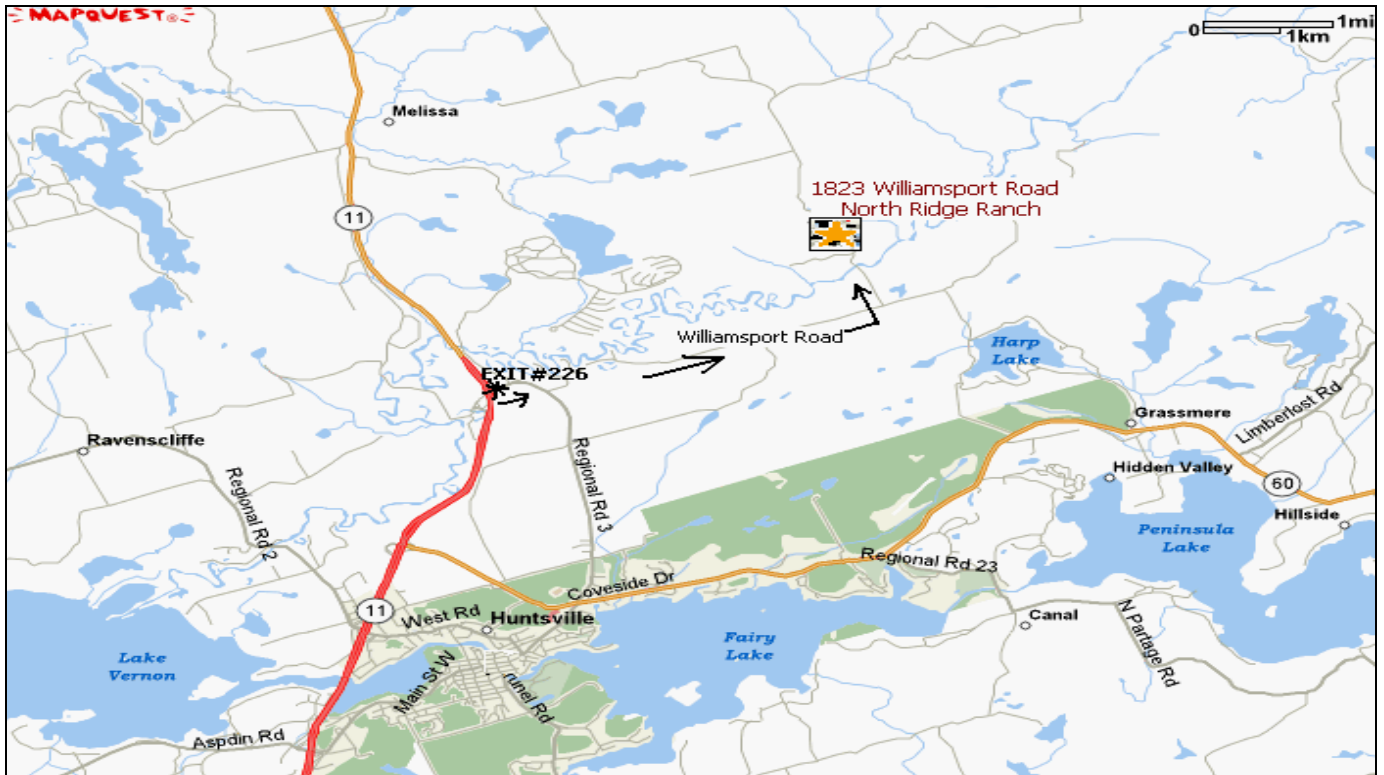 MAPQUEST
0 1mi
1km
Melissa
11
1823 Williamsport Road
North Ridge Ranch
Williamsport Road
Harp
Lake
EXIT#226
Grassmere
Limberlost Rd
Ravenscliffe
Regional Rd 2
Regional Rd 3
Hidden Valley
60
Hillside
Peninsula
Lake
Regional Rd 23
Coveside Dr
11
West Rd
Huntsville
Canal
N Partage Rd
Fairy
Lake
Lake
Vernon
Main St W
runel Rd
Aspdin Rd